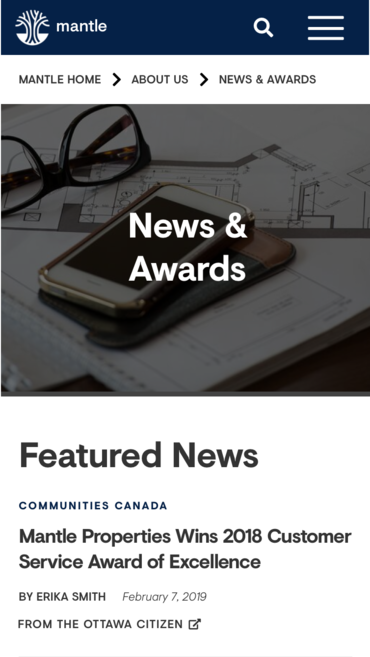 mantle
MANTLE HOME > ABOUT US > NEWS & AWARDS
News &
Awards
Featured News
COMMUNITIES CANADA
Mantle Properties Wins 2018 Customer
Service Award of Excellence
BY ERIKA SMITH February 7, 2019
FROM THE OTTAWA CITIZEN